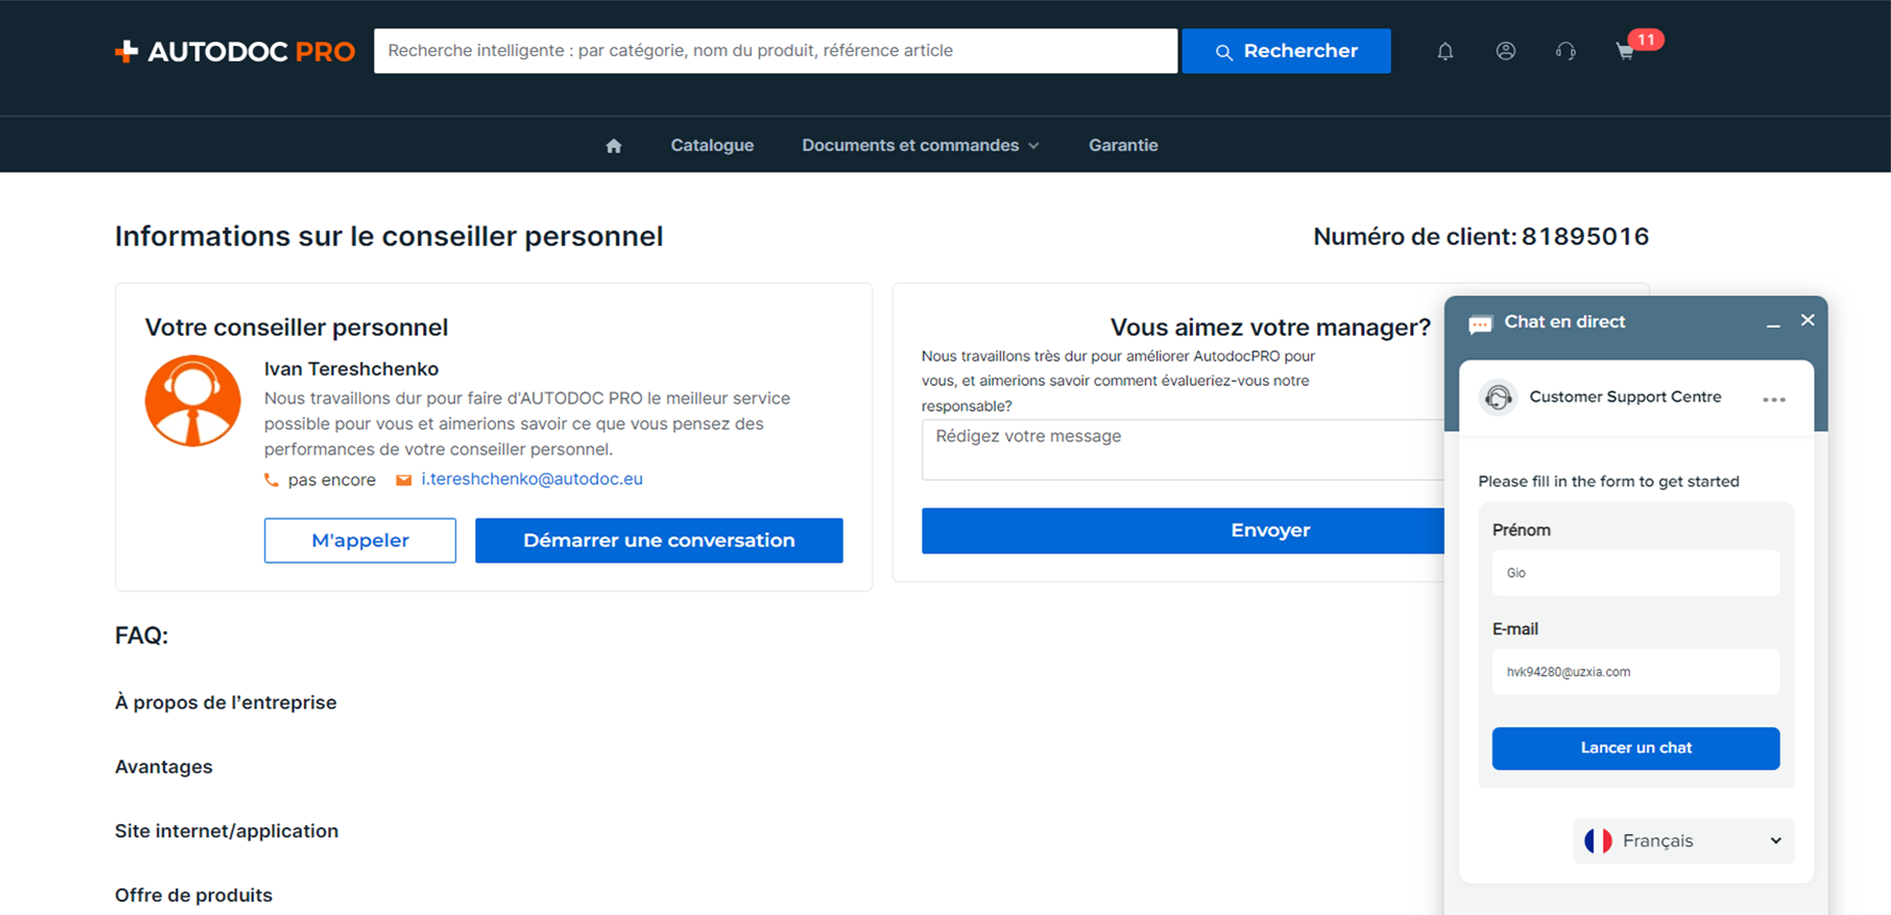 AUTODOC PRO
Recherche intelligente : par catégorie, nom du produit, référence article
Rechercher
11
Catalogue
Documents et commandes
Garantie
Informations sur le conseiller personnel
Numéro de client: 81895016
Votre conseiller personnel
Ivan Tereshchenko
Nous travaillons dur pour faire d'AUTODOC PRO le meilleur service
possible pour vous et aimerions savoir ce que vous pensez des
performances de votre conseiller personnel.
pas encore
i.tereshchenko@autodoc.eu
M'appeler
Démarrer une conversation
Vous aimez votre manager?
Nous travaillons très dur pour améliorer AutodocPRO pour
vous, et aimerions savoir comment évalueriez-vous notre
responsable?
Rédigez votre message
Envoyer
FAQ:
À propos de l’entreprise
Avantages
Site internet/application
Offre de produits
Chat en direct
Customer Support Centre
Please fill in the form to get started
Prénom
Gio
E-mail
hvk94280@uzxia.com
Lancer un chat
Français